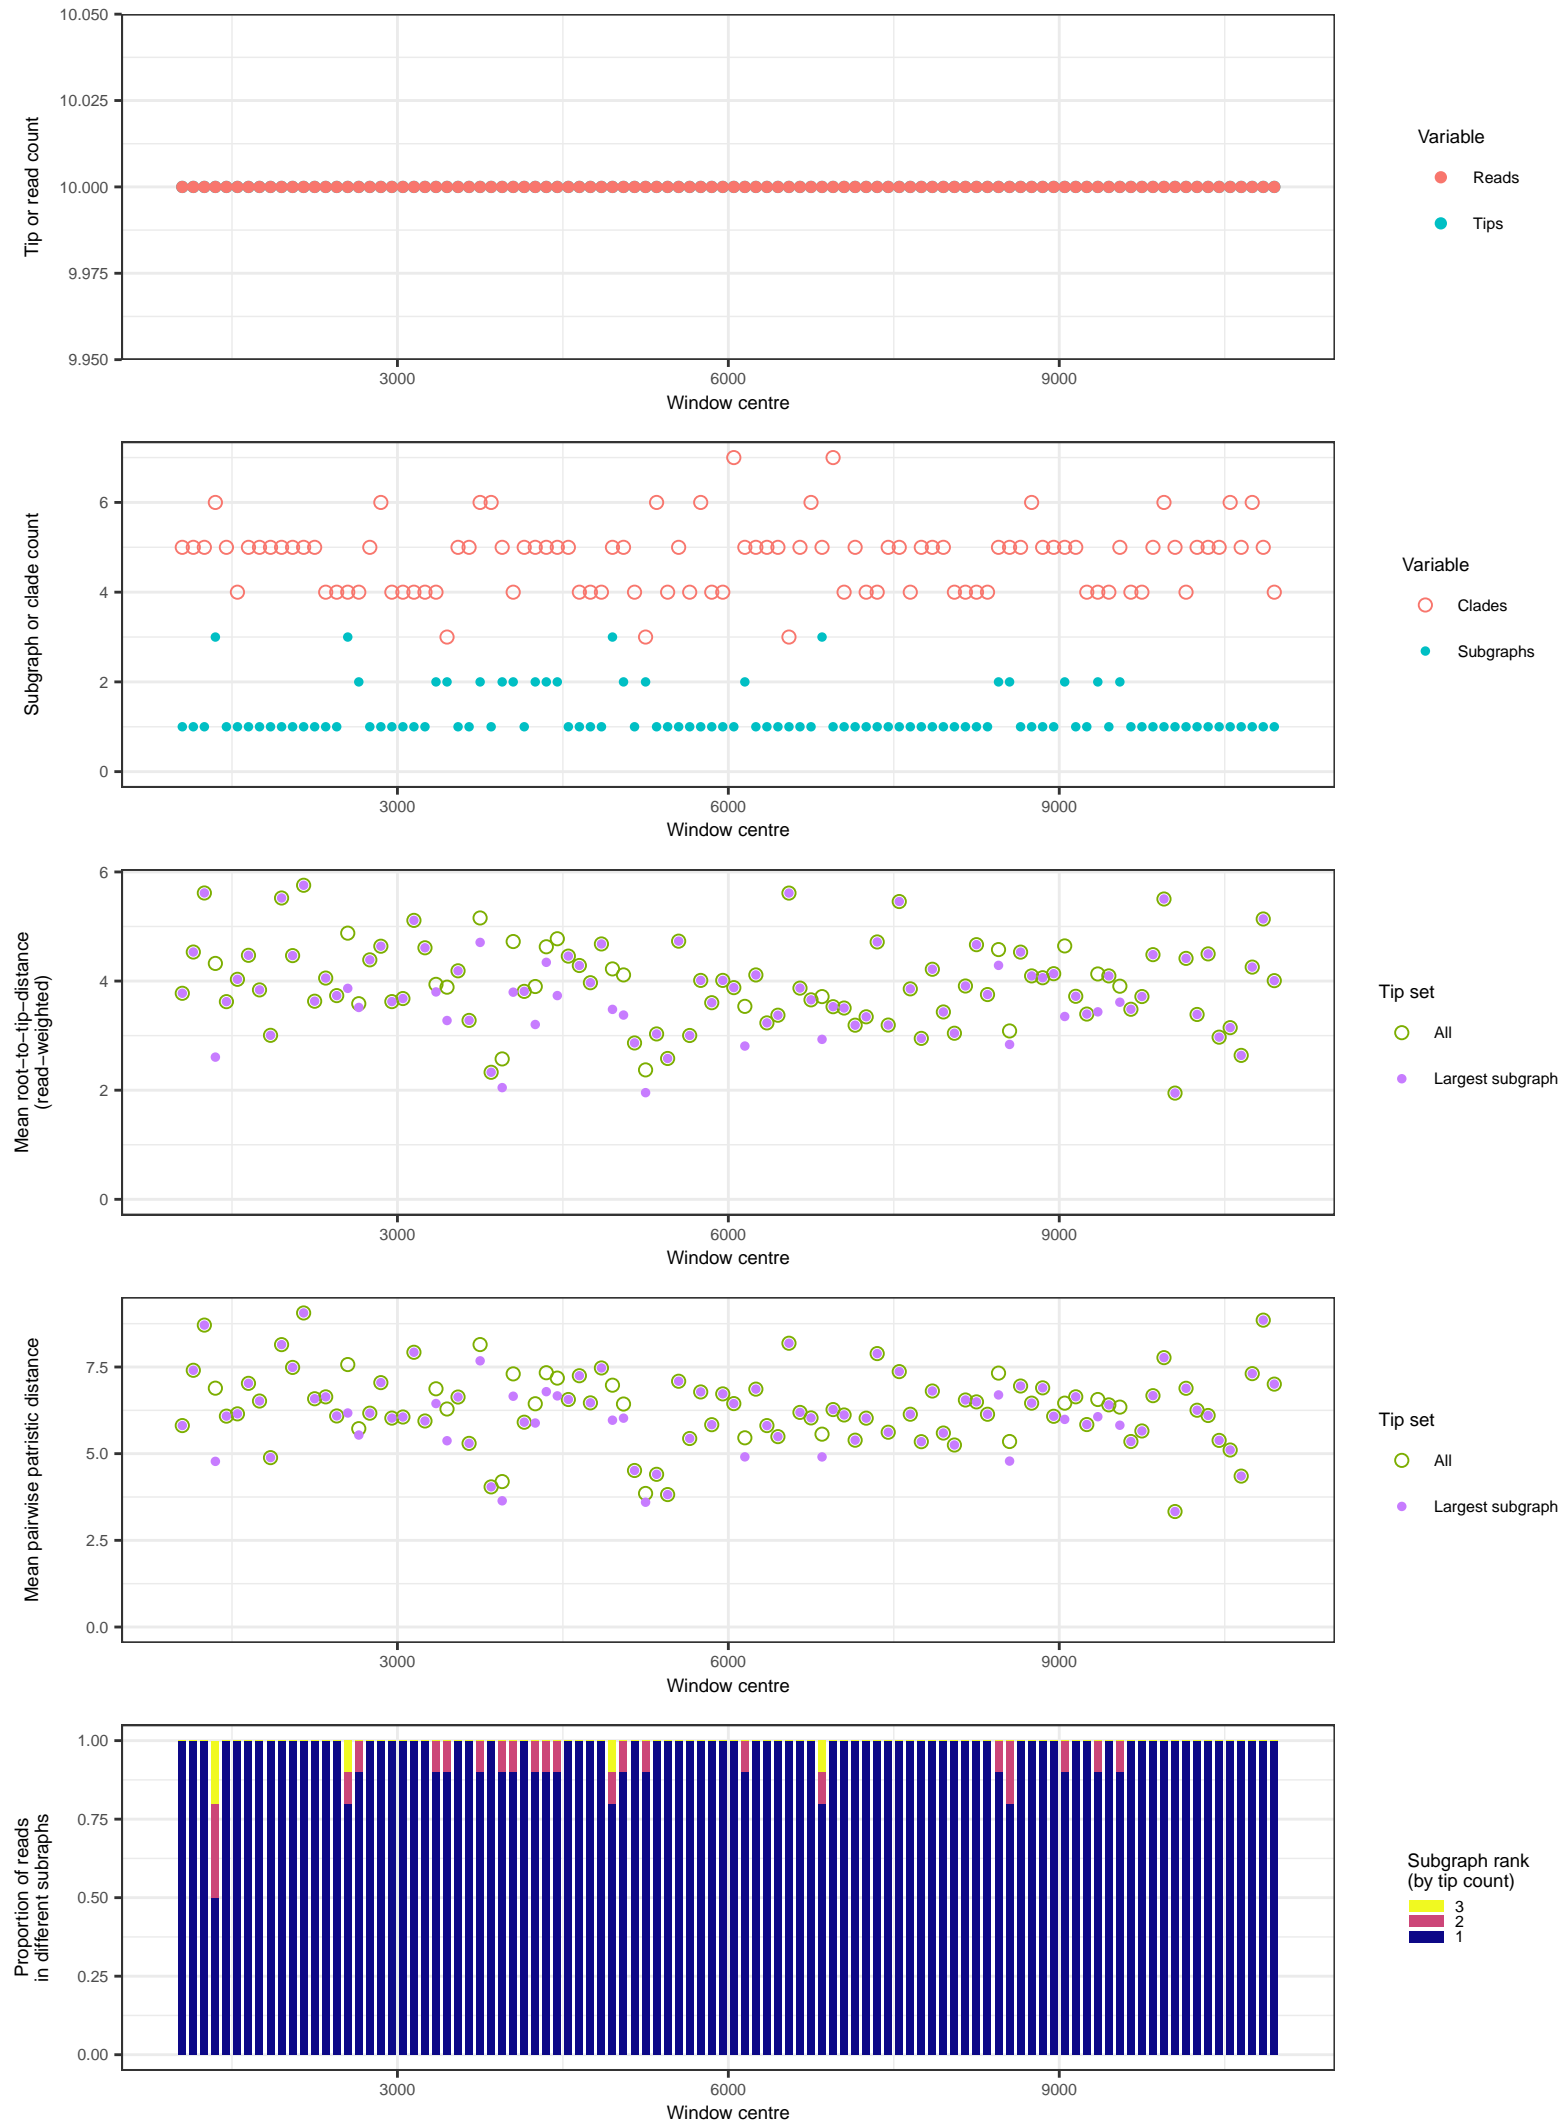 10.050
10.025
10.000
9.975
9.950
Tip or read count
3000
6000
9000
Window centre
Variable
Reads
Tips
6
4
2
0
Subgraph or clade count
3000
6000
9000
Window centre
Variable
Clades
Subgraphs
6
4
2
0
Mean root−to−tip−distance
(read−weighted)
3000
6000
9000
Window centre
Tip set
All
Largest subgraph
7.5
5.0
2.5
0.0
Mean pairwise patristic distance
3000
6000
9000
Window centre
Tip set
All
Largest subgraph
1.00
0.75
0.50
0.25
0.00
Proportion of reads
in different subraphs
3000
6000
9000
Window centre
Subgraph rank
(by tip count)
3
2
1